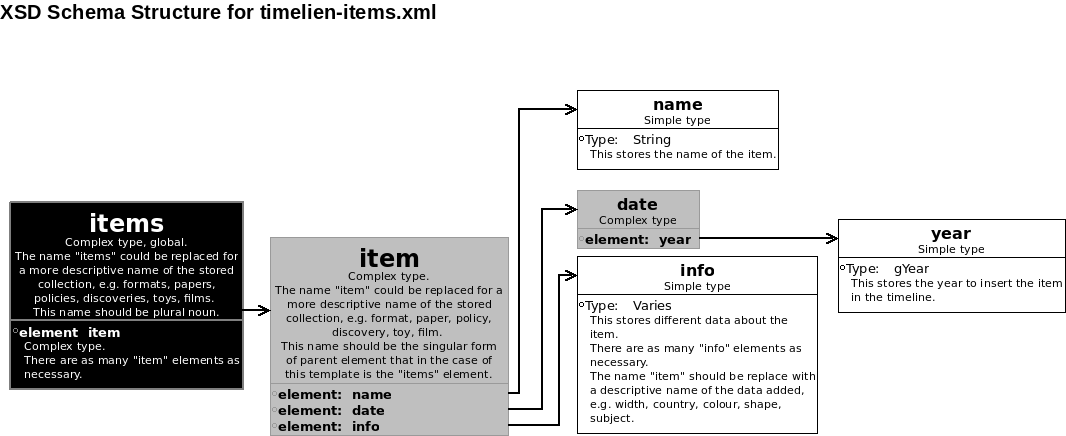 XSD Schema Structure for timelien-items.xml
items
Complex type, global.
The name "items" could be replaced for
a more descriptive name of the stored
collection, e.g. formats, papers,
policies, discoveries, toys, films.
This name should be plural noun.
element item
Complex type.
There are as many "item" elements as
necessary.
item
Complex type.
The name "item" could be replaced for a
more descriptive name of the stored
collection, e.g. format, paper, policy,
discovery, toy, film.
This name should be the singular form
of parent element that in the case of
this template is the "items" element.
element: name
element: date
element: info
name
Simple type
Type: String
This stores the name of the item.
date
Complex type
element: year
info
Simple type
Type: Varies
This stores different data about the
item.
There are as many "info" elements as
necessary.
The name "item" should be replace with
a descriptive name of the data added,
e.g. width, country, colour, shape,
subject.
year
Simple type
Type: gYear
This stores the year to insert the item
in the timeline.